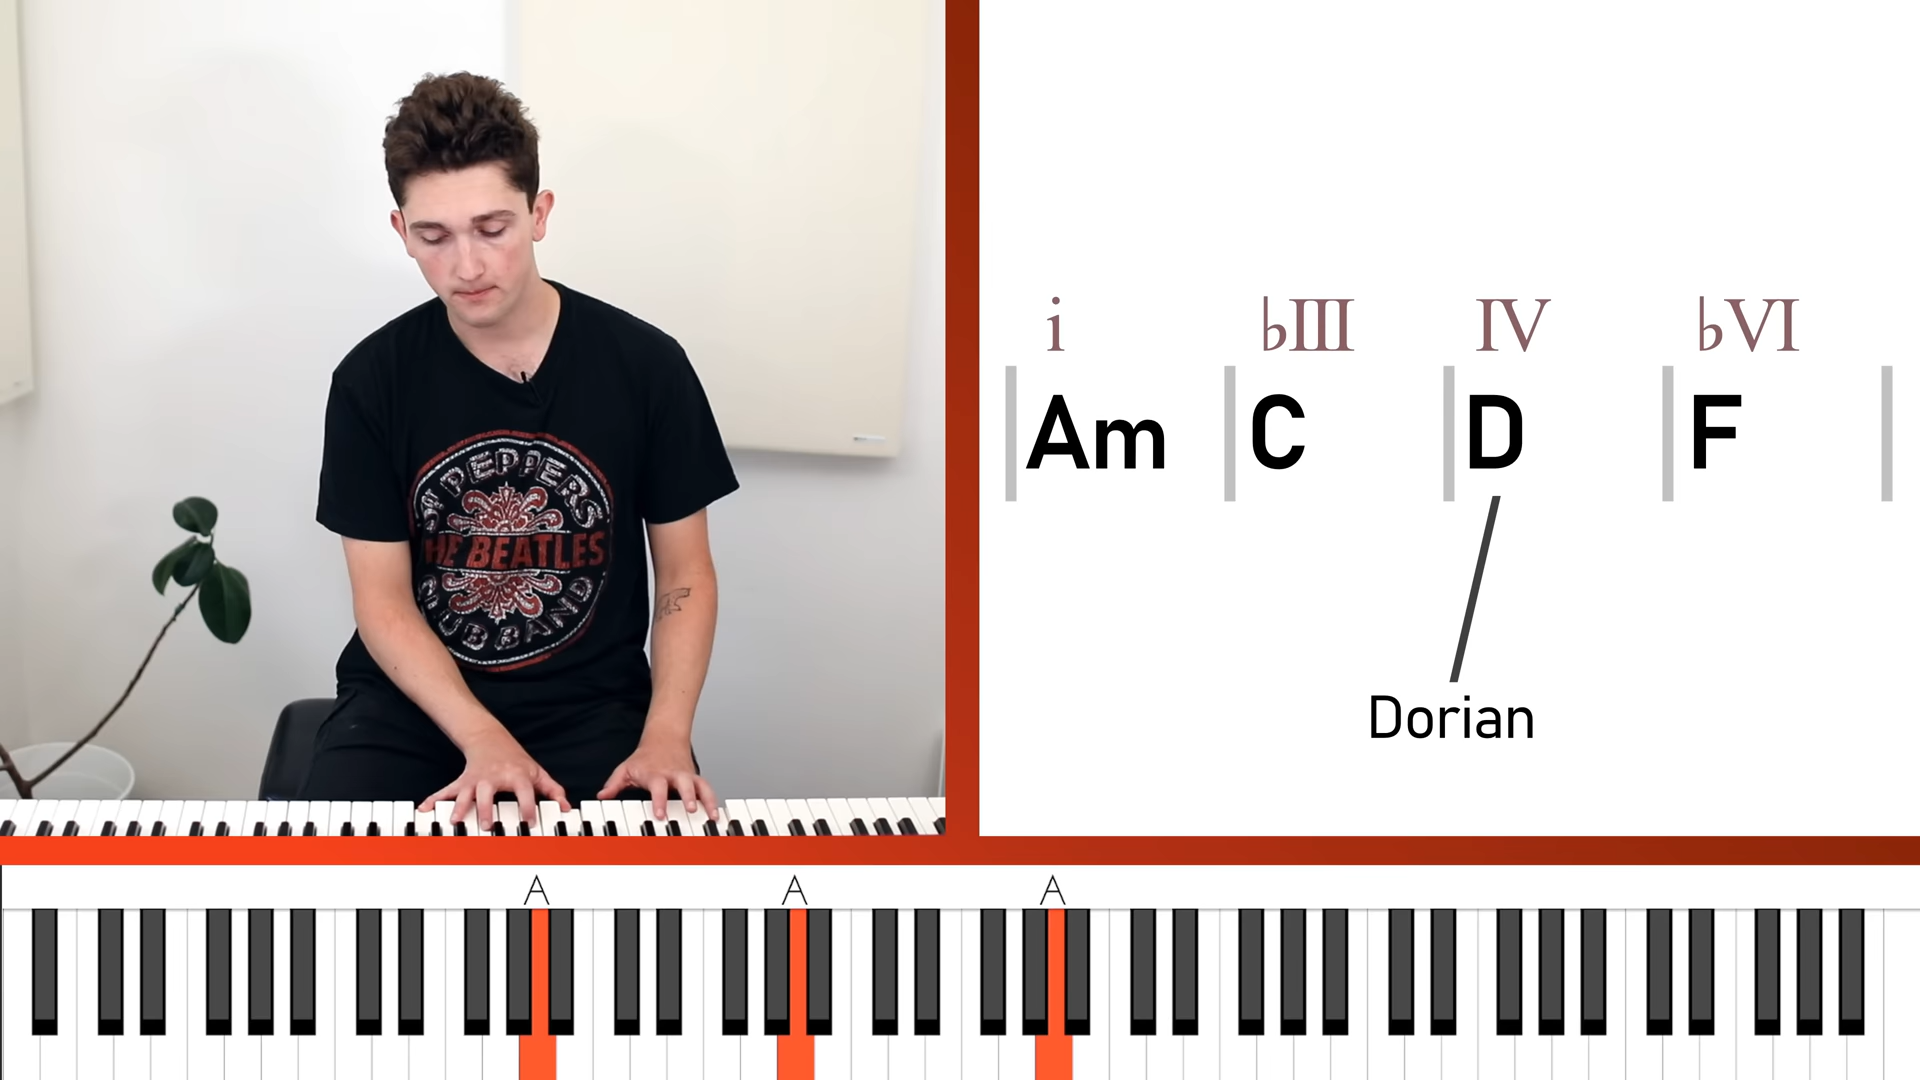 SGT PEPPERS
THE BEATLES
CLUB BAND
i ♭III IV ♭VI
Am C D F
Dorian
A A A